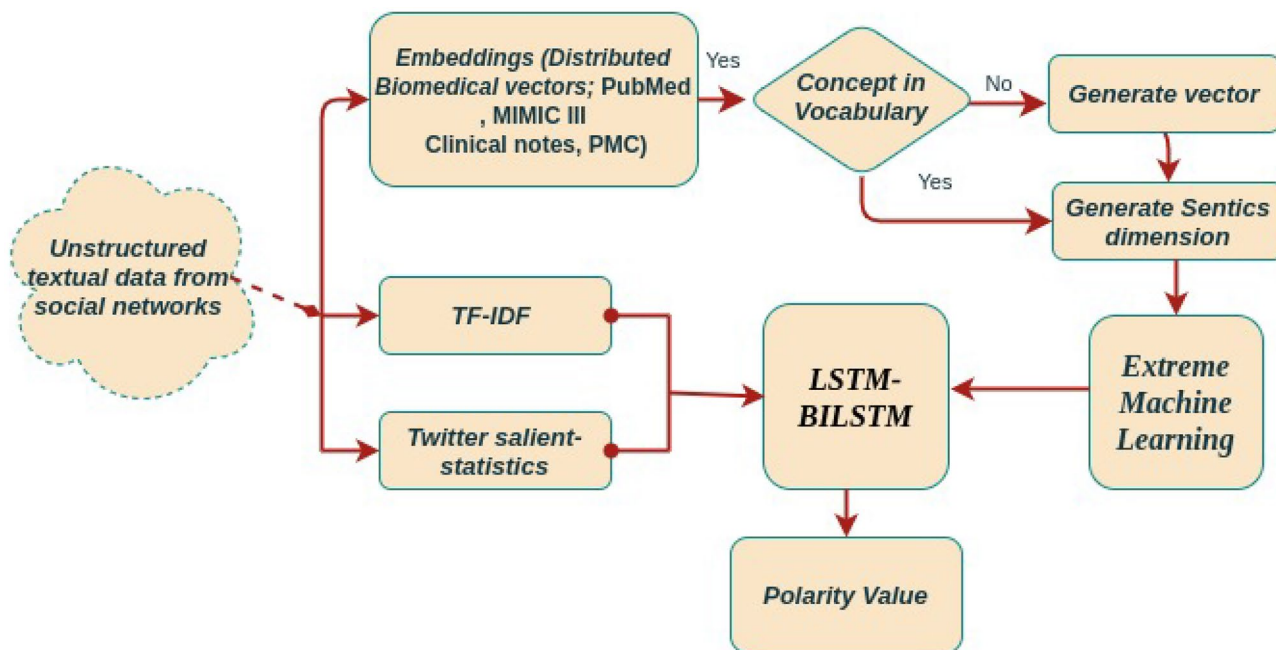 Embeddings (Distributed
Biomedical vectors; PubMed
, MIMIC III
Clinical notes, PMC)
Yes
Concept in
Vocabulary
No
Generate vector
Yes
Generate Sentics
dimension
Unstructured
textual data from
social networks
TF-IDF
Twitter salient-
statistics
LSTM-
BILSTM
Extreme
Machine
Learning
Polarity Value